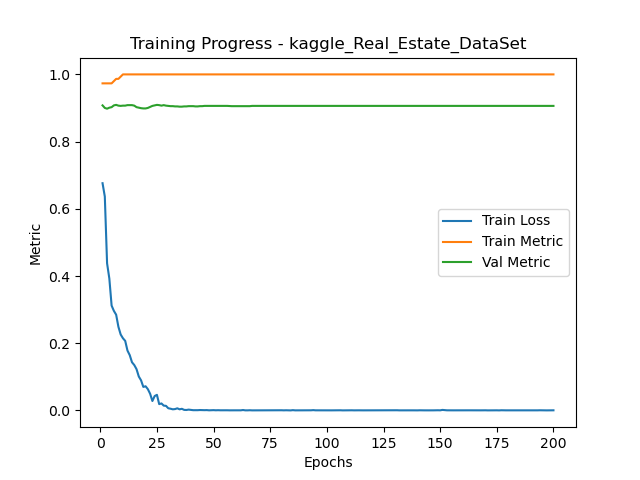 Training Progress - kaggle_Real_Estate_DataSet
Metric
1.0
0.8
0.6
0.4
0.2
0.0
Train Loss
Train Metric
Val Metric
0
25
50
75
100
125
150
175
200
Epochs